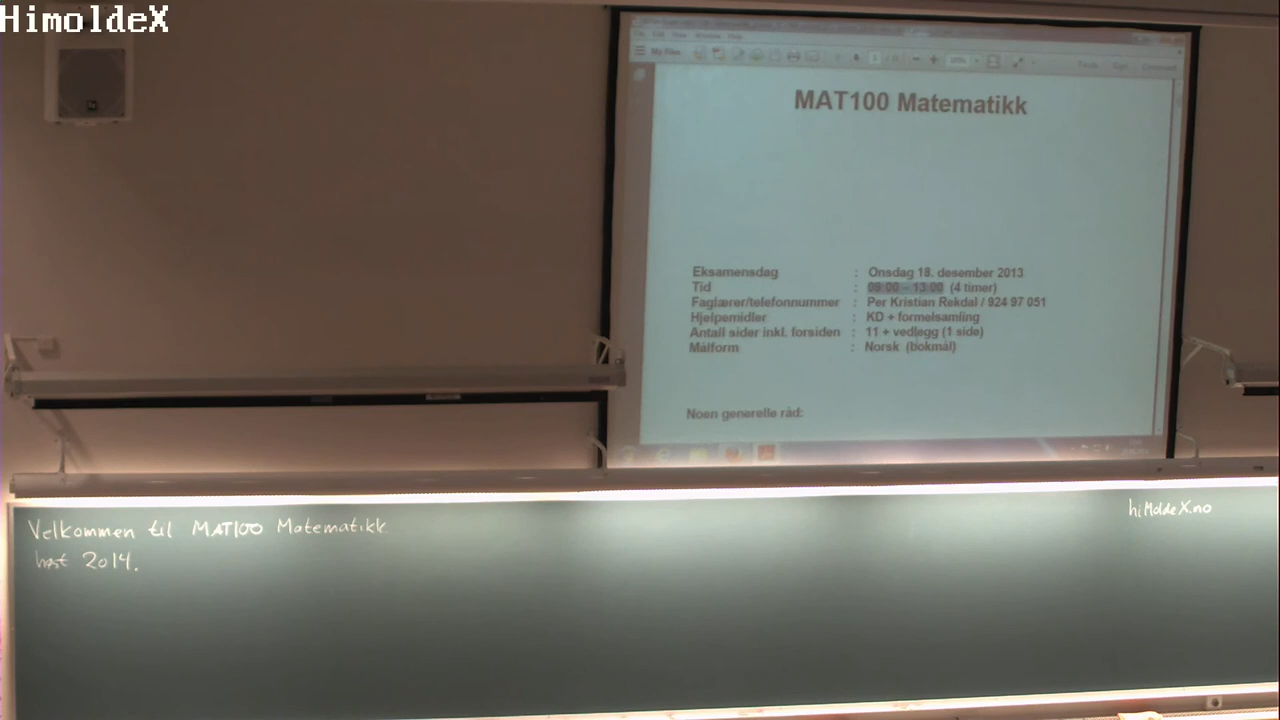 HimoldeX
MAT100 Matematikk
Eksamensdag : Onsdag 18. desember 2013
Tid : 09:00 – 13:00 (4 timer)
Faglærer/telefonnummer : Per Kristian Rekdal / 924 97 051
Hjelpemidler : KD + formelsamling
Antall sider inkl. forsiden : 11 + vedlegg (1 side)
Målform : Norsk (bokmål)
Noen generelle råd:
Velkommen til MAT100 Matematikk
høst 2014.
hiMoldeX.no